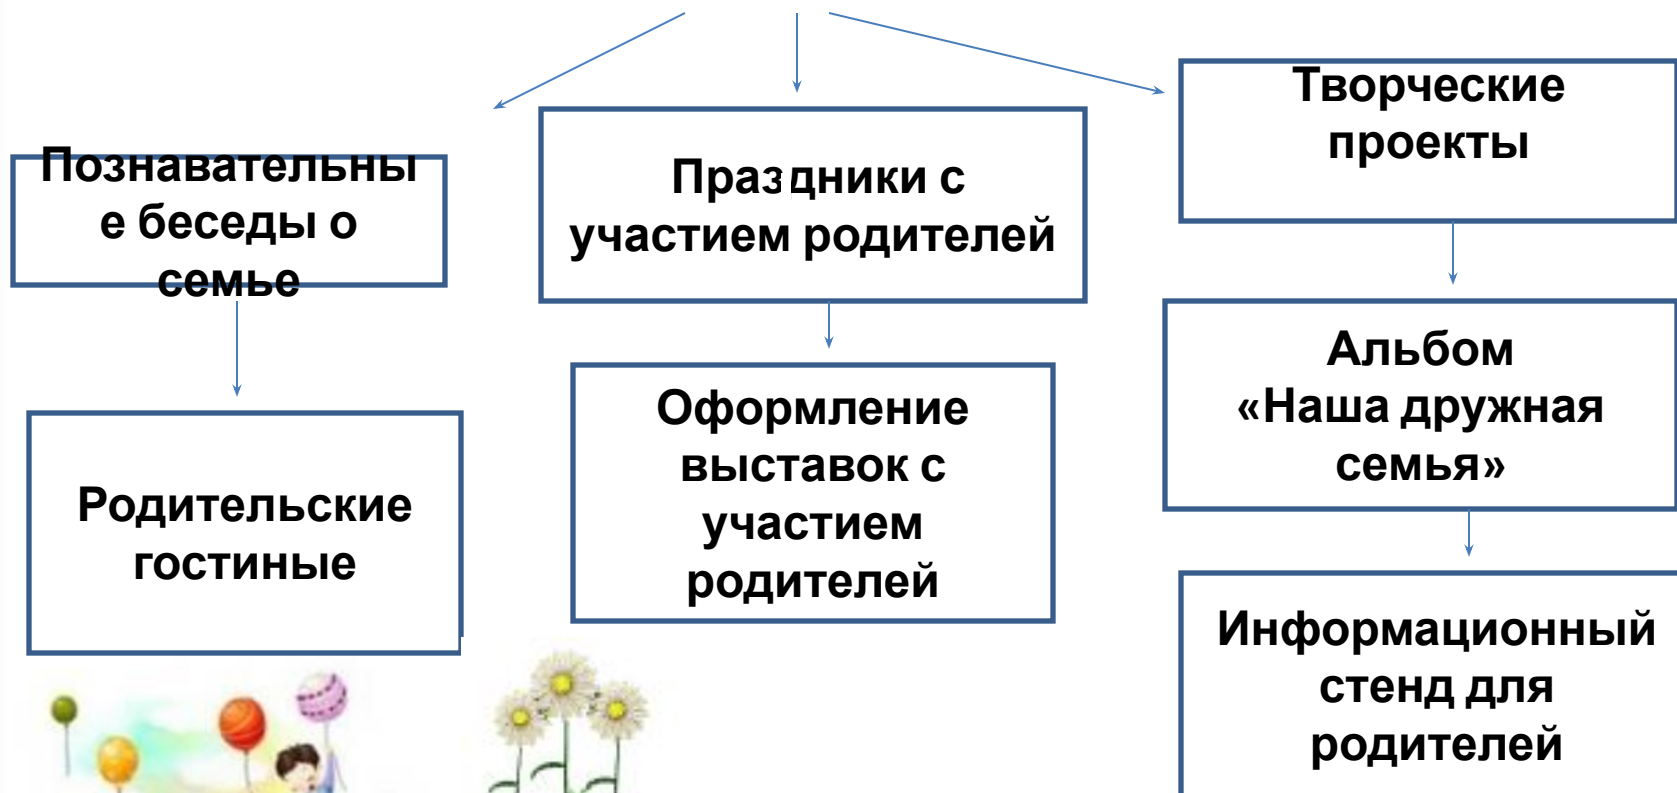 Познавательны
е беседы о
семье
Родительские
гостиные
Праздники с
участием родителей
Оформление
выставок с
участием
родителей
Творческие
проекты
Альбом
«Наша дружная
семья»
Информационный
стенд для
родителей